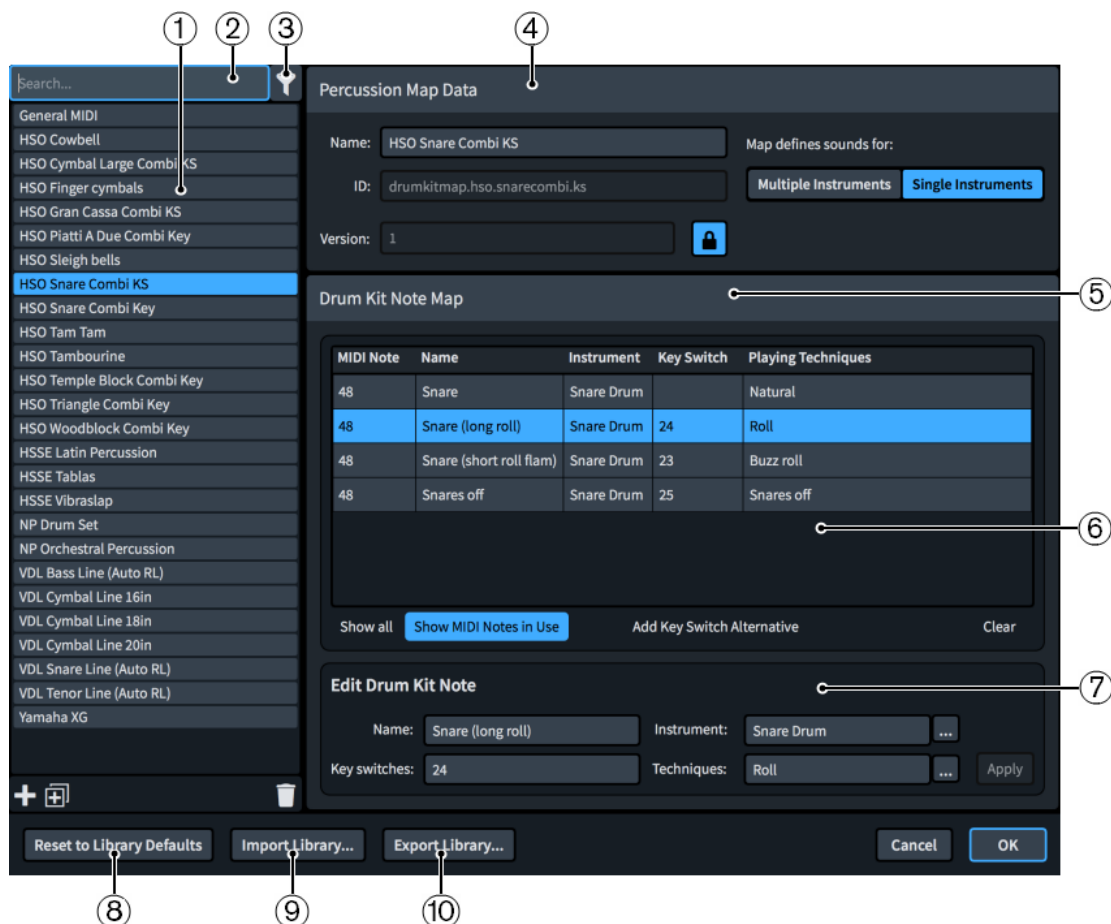 ① ② ③ ④
Search...
General MIDI
HSO Cowbell
HSO Cymbal Large Combi KS
HSO Finger cymbals
HSO Gran Cassa Combi KS
HSO Piatti A Due Combi Key
HSO Sleigh bells
HSO Snare Combi KS
HSO Snare Combi Key
HSO Tam Tam
HSO Tambourine
HSO Temple Block Combi Key
HSO Triangle Combi Key
HSO Woodblock Combi Key
HSSE Latin Percussion
HSSE Tablas
HSSE Vibraslap
NP Drum Set
NP Orchestral Percussion
VDL Bass Line (Auto RL)
VDL Cymbal Line 16in
VDL Cymbal Line 18in
VDL Cymbal Line 20in
VDL Snare Line (Auto RL)
VDL Tenor Line (Auto RL)
Yamaha XG
Percussion Map Data
Name: HSO Snare Combi KS Map defines sounds for:
ID: drumkitmap.hso.snarecombi.ks Multiple Instruments Single Instruments
Version: 1
Drum Kit Note Map ⑤
MIDI Note Name Instrument Key Switch Playing Techniques
48 Snare Snare Drum Natural
48 Snare (long roll) Snare Drum 24 Roll
48 Snare (short roll flam) Snare Drum 23 Buzz roll
48 Snares off Snare Drum 25 Snares off
⑥
Show all Show MIDI Notes in Use Add Key Switch Alternative Clear
Edit Drum Kit Note ⑦
Name: Snare (long roll) Instrument: Snare Drum ...
Key switches: 24 Techniques: Roll ... Apply
Reset to Library Defaults Import Library... Export Library... Cancel OK
⑧ ⑨ ⑩